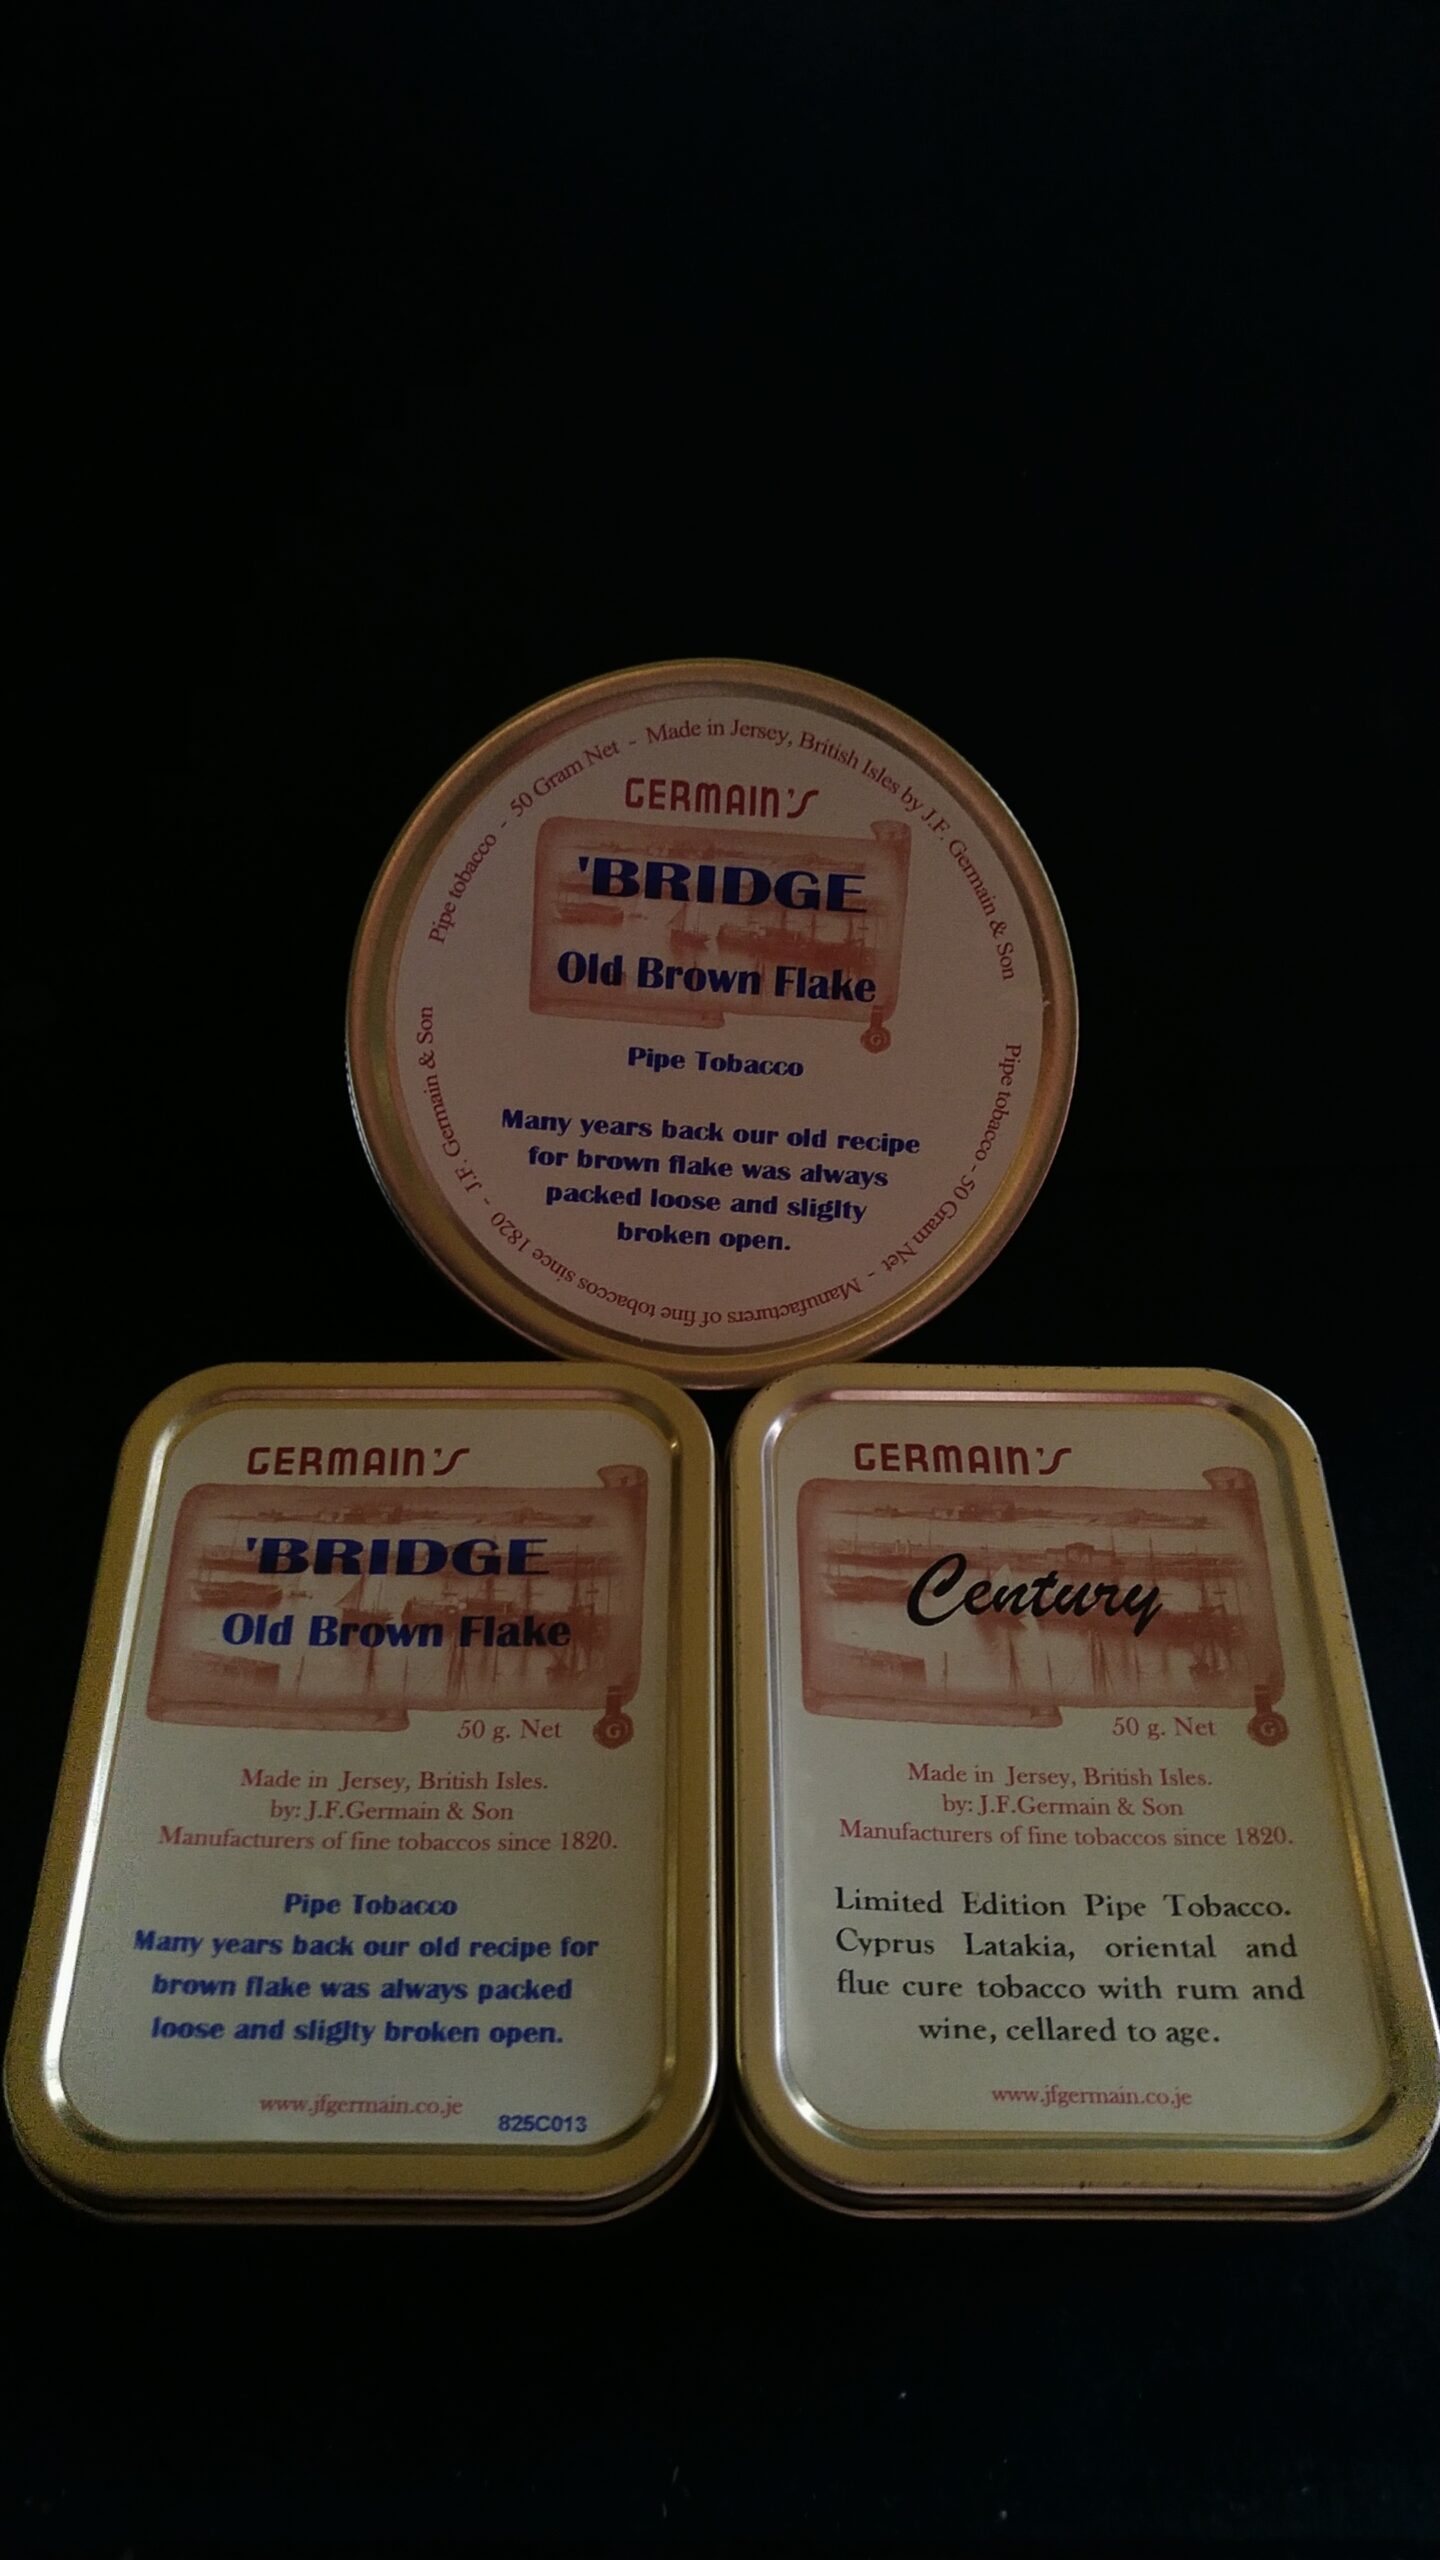 Pipe tobacco - 50 Gram Net - Made in Jersey, British Isles by J.F. Germain & Son
GERMAIN'S
'BRIDGE
Old Brown Flake
G
Pipe Tobacco
Many years back our old recipe
for brown flake was always
packed loose and sliglty
broken open.
Pipe tobacco - 50 Gram Net - Manufacturers of fine tobaccos since 1820 - J.F. Germain & Son
GERMAIN'S
'BRIDGE
Old Brown Flake
50 g. Net
G
Made in Jersey, British Isles.
by: J.F.Germain & Son
Manufacturers of fine tobaccos since 1820.
Pipe Tobacco
Many years back our old recipe for
brown flake was always packed
loose and sliglty broken open.
www.jfgermain.co.je
825C013
GERMAIN'S
Century
50 g. Net
G
Made in Jersey, British Isles.
by: J.F.Germain & Son
Manufacturers of fine tobaccos since 1820.
Limited Edition Pipe Tobacco.
Cyprus Latakia, oriental and
flue cure tobacco with rum and
wine, cellared to age.
www.jfgermain.co.je